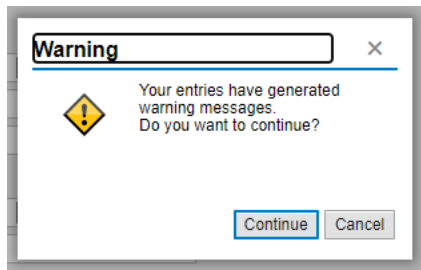 Warning
Your entries have generated
warning messages.
Do you want to continue?
Continue Cancel